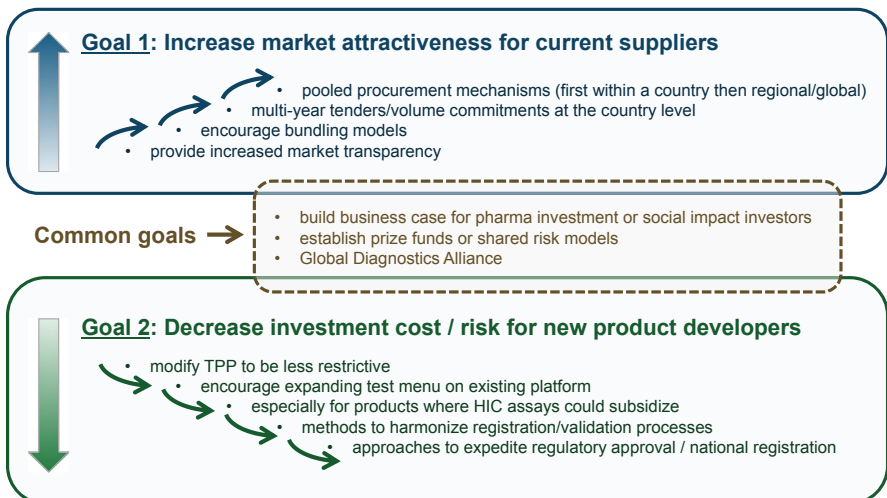 Goal 1: Increase market attractiveness for current suppliers
• pooled procurement mechanisms (first within a country then regional/global)
• multi-year tenders/volume commitments at the country level
• encourage bundling models
• provide increased market transparency
Common goals
• build business case for pharma investment or social impact investors
• establish prize funds or shared risk models
• Global Diagnostics Alliance
Goal 2: Decrease investment cost / risk for new product developers
• modify TPP to be less restrictive
• encourage expanding test menu on existing platform
• especially for products where HIC assays could subsidize
• methods to harmonize registration/validation processes
• approaches to expedite regulatory approval / national registration